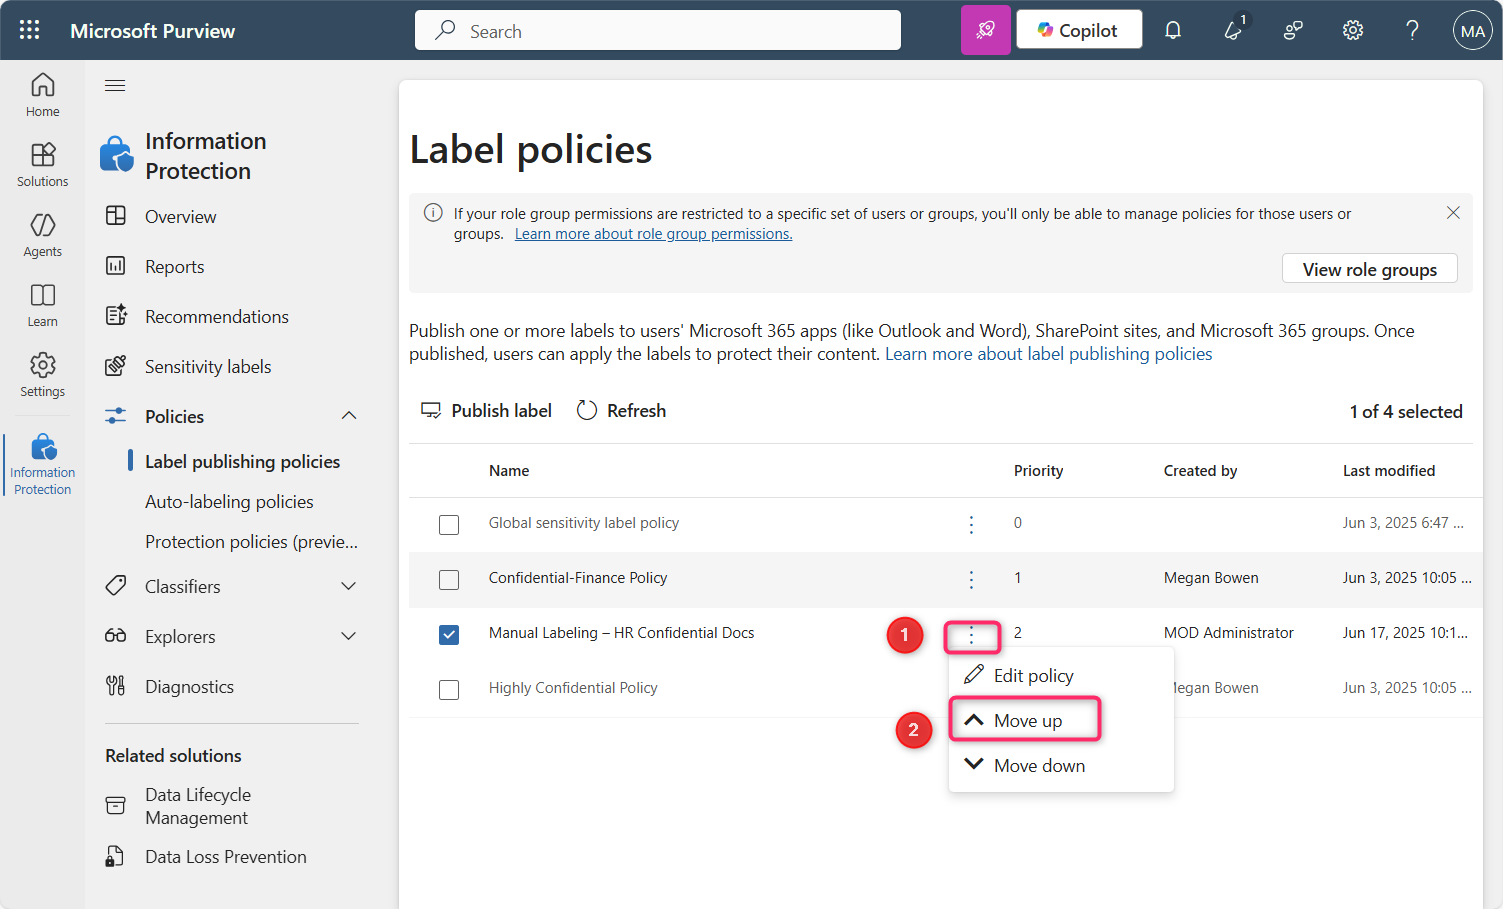 Microsoft Purview
Search
Copilot
1
MA
Home
Solutions
Agents
Learn
Settings
Information
Protection
Information
Protection
Overview
Reports
Recommendations
Sensitivity labels
Policies
Label publishing policies
Auto-labeling policies
Protection policies (previe...
Classifiers
Explorers
Diagnostics
Related solutions
Data Lifecycle
Management
Data Loss Prevention
Label policies
If your role group permissions are restricted to a specific set of users or groups, you'll only be able to manage policies for those users or
groups. Learn more about role group permissions.
View role groups
Publish one or more labels to users' Microsoft 365 apps (like Outlook and Word), SharePoint sites, and Microsoft 365 groups. Once
published, users can apply the labels to protect their content. Learn more about label publishing policies
Publish label Refresh 1 of 4 selected
Name Priority Created by Last modified
Global sensitivity label policy 0 Jun 3, 2025 6:47 ...
Confidential-Finance Policy 1 Megan Bowen Jun 3, 2025 10:05 ...
Manual Labeling – HR Confidential Docs 1 2 MOD Administrator Jun 17, 2025 10:1...
Edit policy
Highly Confidential Policy egan Bowen Jun 3, 2025 10:05 ...
2 Move up
Move down